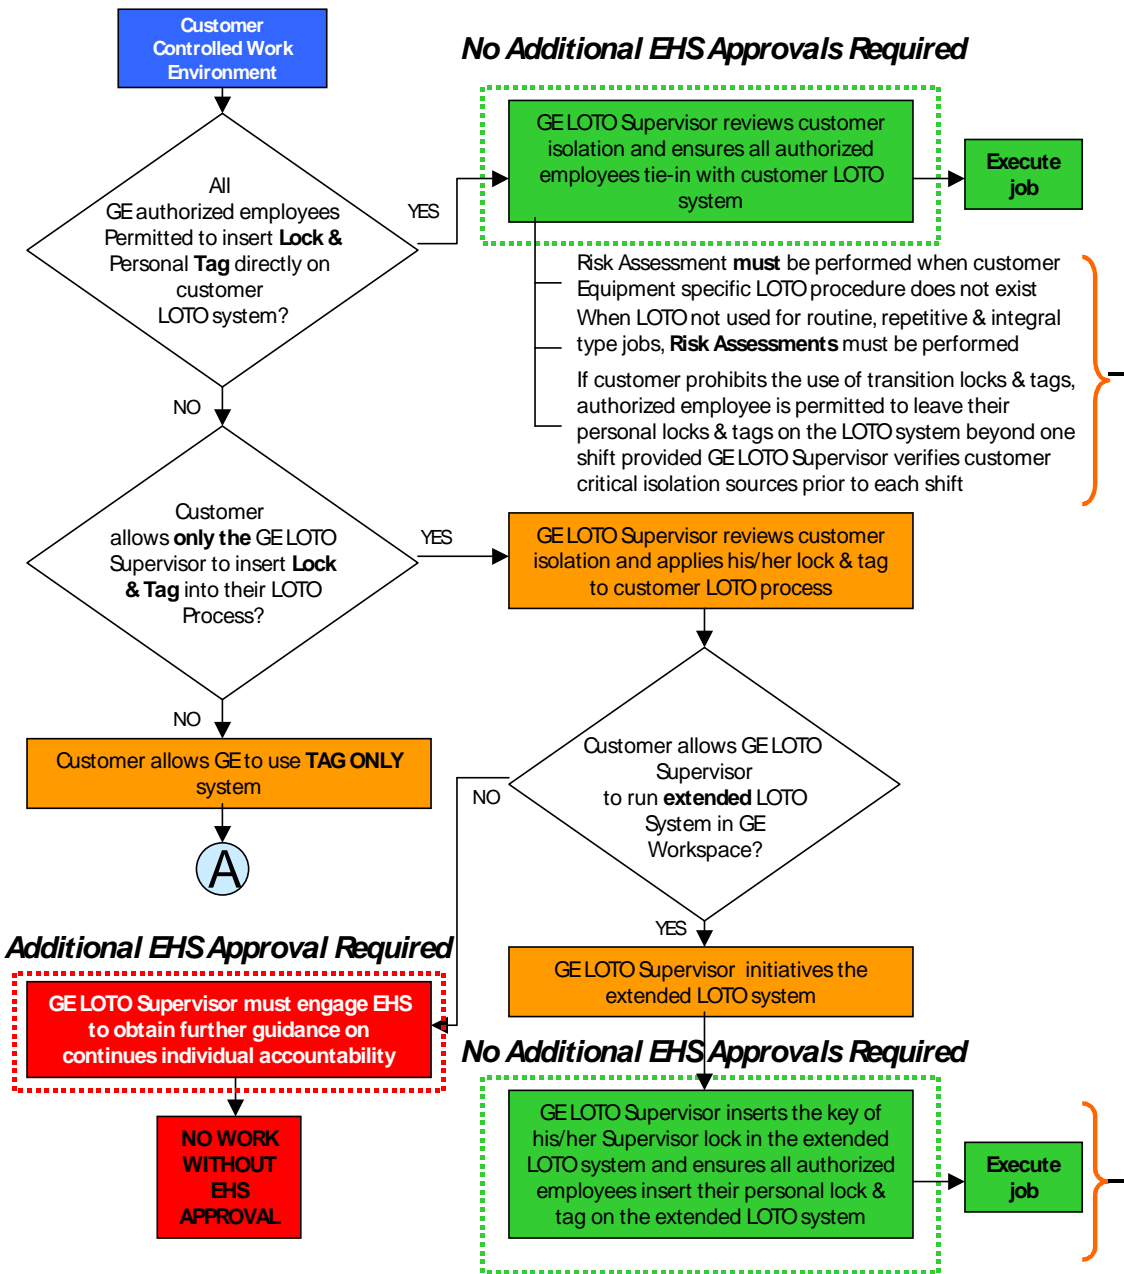 Customer
Controlled Work
Environment
No Additional EHS Approvals Required
GE LOTO Supervisor reviews customer
isolation and ensures all authorized
employees tie-in with customer LOTO
system
Execute
job
All
GE authorized employees
Permitted to insert Lock &
Personal Tag directly on
customer
LOTO system?
YES
Risk Assessment must be performed when customer
Equipment specific LOTO procedure does not exist
When LOTO not used for routine, repetitive & integral
type jobs, Risk Assessments must be performed
If customer prohibits the use of transition locks & tags,
authorized employee is permitted to leave their
personal locks & tags on the LOTO system beyond one
shift provided GE LOTO Supervisor verifies customer
critical isolation sources prior to each shift
NO
Customer
allows only the GE LOTO
Supervisor to insert Lock
& Tag into their LOTO
Process?
YES
GE LOTO Supervisor reviews customer
isolation and applies his/her lock & tag
to customer LOTO process
NO
Customer allows GE to use TAG ONLY
system
A
Customer allows GE LOTO
Supervisor
to run extended LOTO
System in GE
Workspace?
NO
YES
Additional EHS Approval Required
GE LOTO Supervisor must engage EHS
to obtain further guidance on
continues individual accountability
NO WORK
WITHOUT
EHS
APPROVAL
GE LOTO Supervisor initiatives the
extended LOTO system
No Additional EHS Approvals Required
GE LOTO Supervisor inserts the key of
his/her Supervisor lock in the extended
LOTO system and ensures all authorized
employees insert their personal lock &
tag on the extended LOTO system
Execute
job